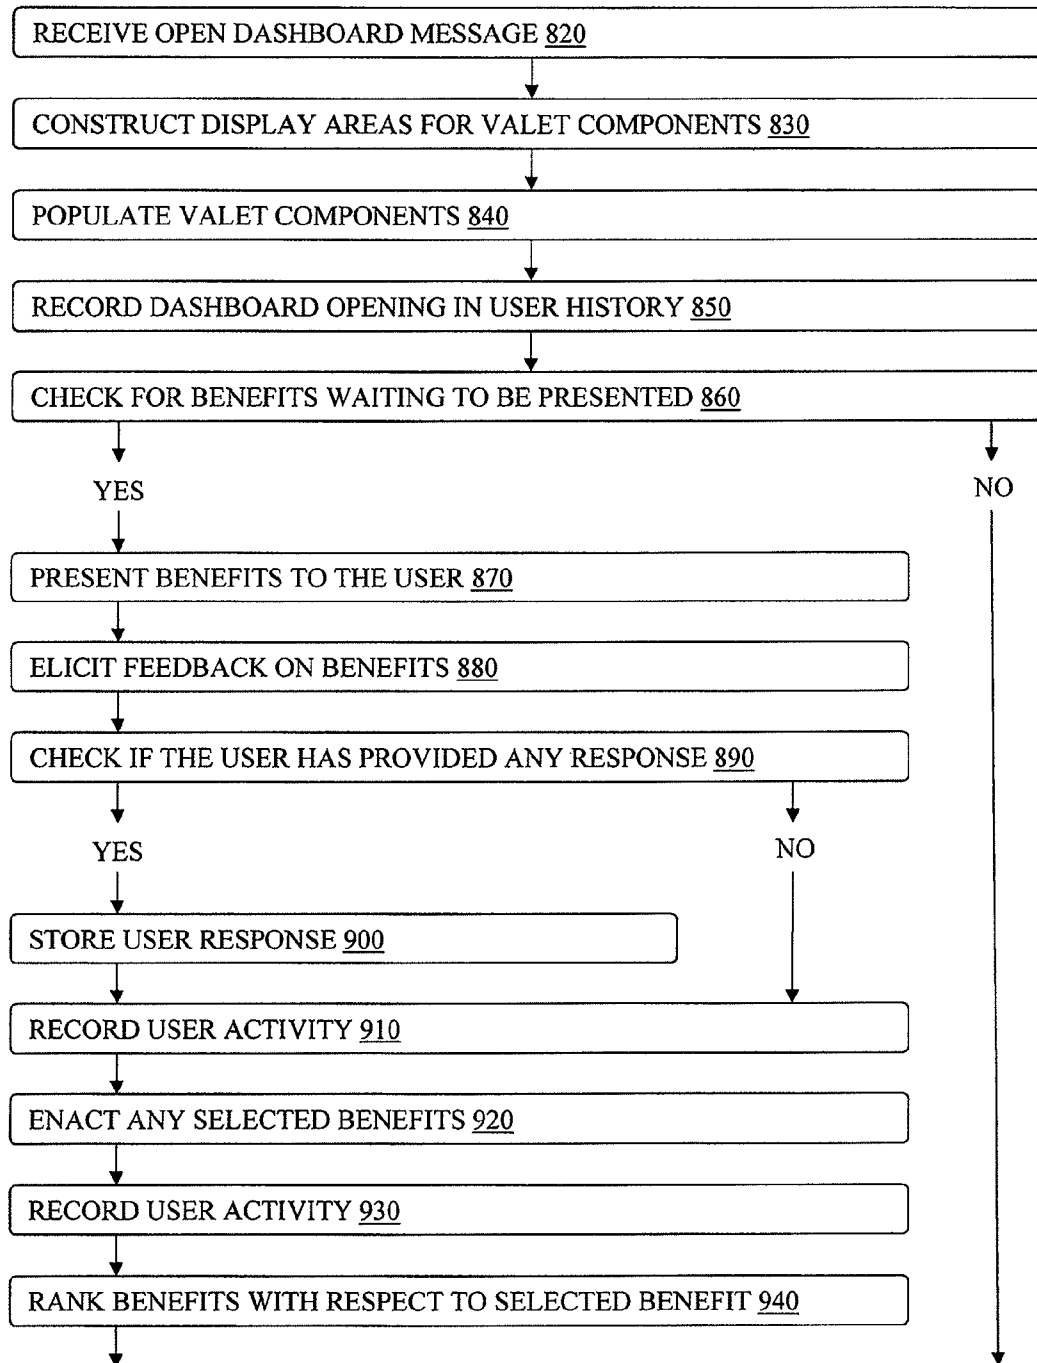 RECEIVE OPEN DASHBOARD MESSAGE 820
CONSTRUCT DISPLAY AREAS FOR VALET COMPONENTS 830
POPULATE VALET COMPONENTS 840
RECORD DASHBOARD OPENING IN USER HISTORY 850
CHECK FOR BENEFITS WAITING TO BE PRESENTED 860
YES
NO
PRESENT BENEFITS TO THE USER 870
ELICIT FEEDBACK ON BENEFITS 880
CHECK IF THE USER HAS PROVIDED ANY RESPONSE 890
YES
NO
STORE USER RESPONSE 900
RECORD USER ACTIVITY 910
ENACT ANY SELECTED BENEFITS 920
RECORD USER ACTIVITY 930
RANK BENEFITS WITH RESPECT TO SELECTED BENEFIT 940